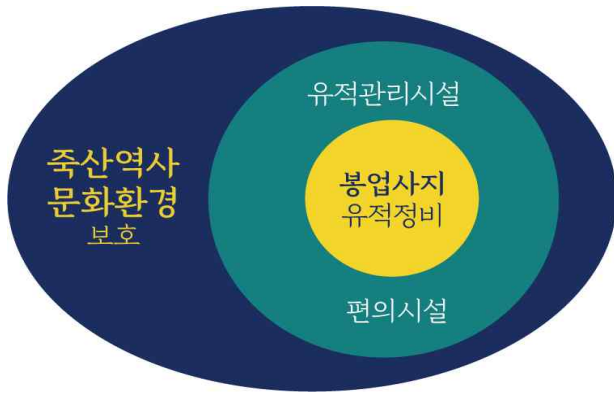 유적관리시설
죽산역사
문화환경
보호
봉업사지
유적정비
편의시설